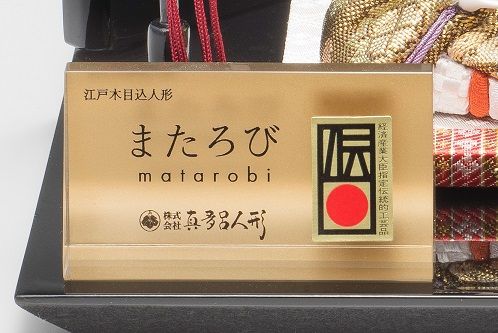 江戸木目込人形
またろび
matarobi
株式会社 真多呂人形
伝
経済産業大臣指定伝統的工芸品